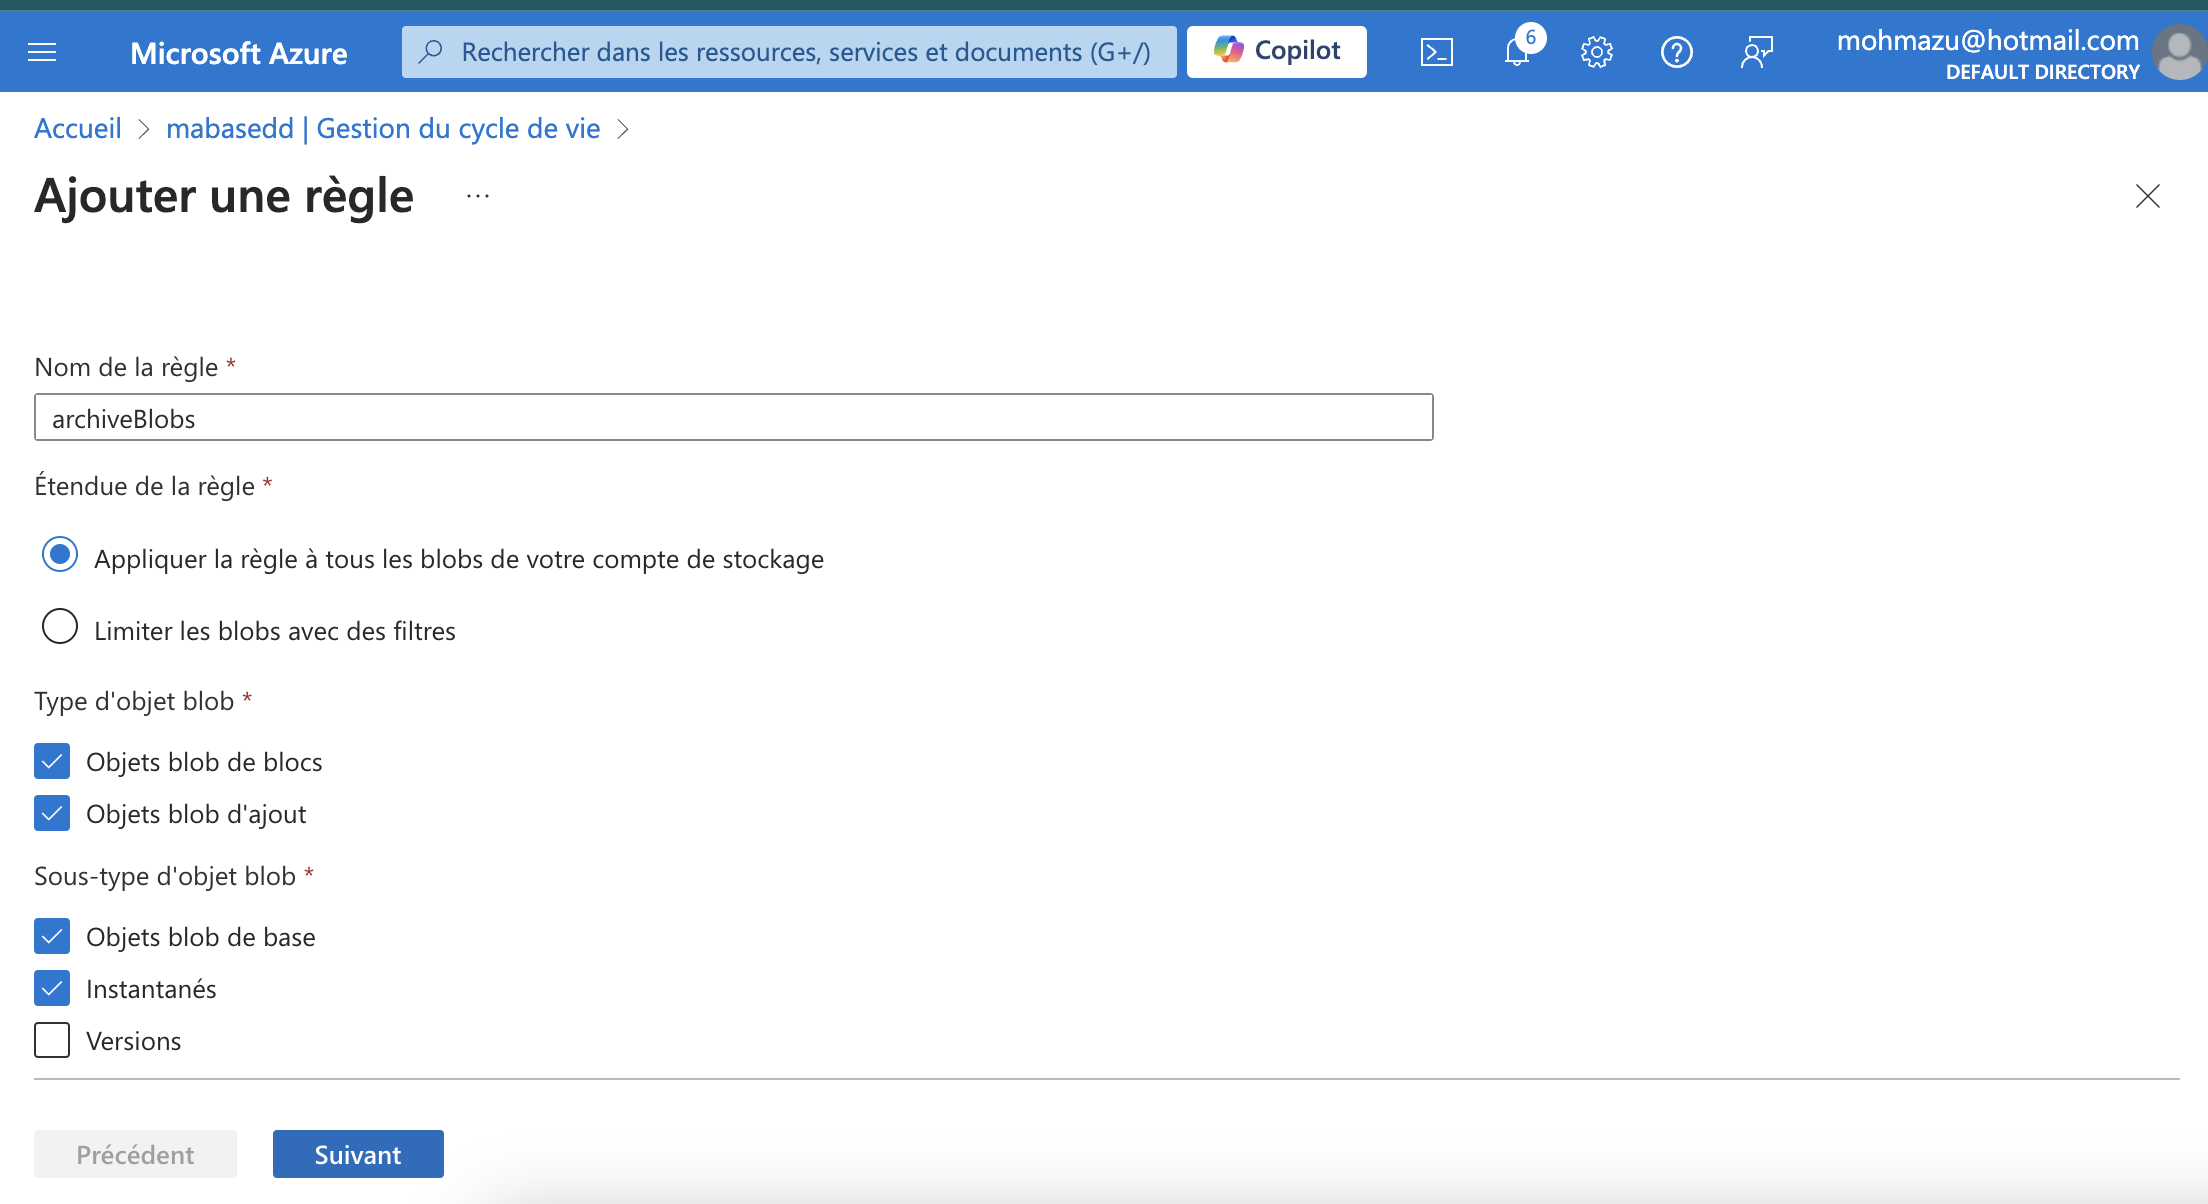 Microsoft Azure
Rechercher dans les ressources, services et documents (G+/)
Copilot
6
mohmazu@hotmail.com
DEFAULT DIRECTORY
Accueil > mabasedd | Gestion du cycle de vie >
Ajouter une règle ...
Nom de la règle *
archiveBlobs
Étendue de la règle *
Appliquer la règle à tous les blobs de votre compte de stockage
Limiter les blobs avec des filtres
Type d'objet blob *
Objets blob de blocs
Objets blob d'ajout
Sous-type d'objet blob *
Objets blob de base
Instantanés
Versions
Précédent
Suivant